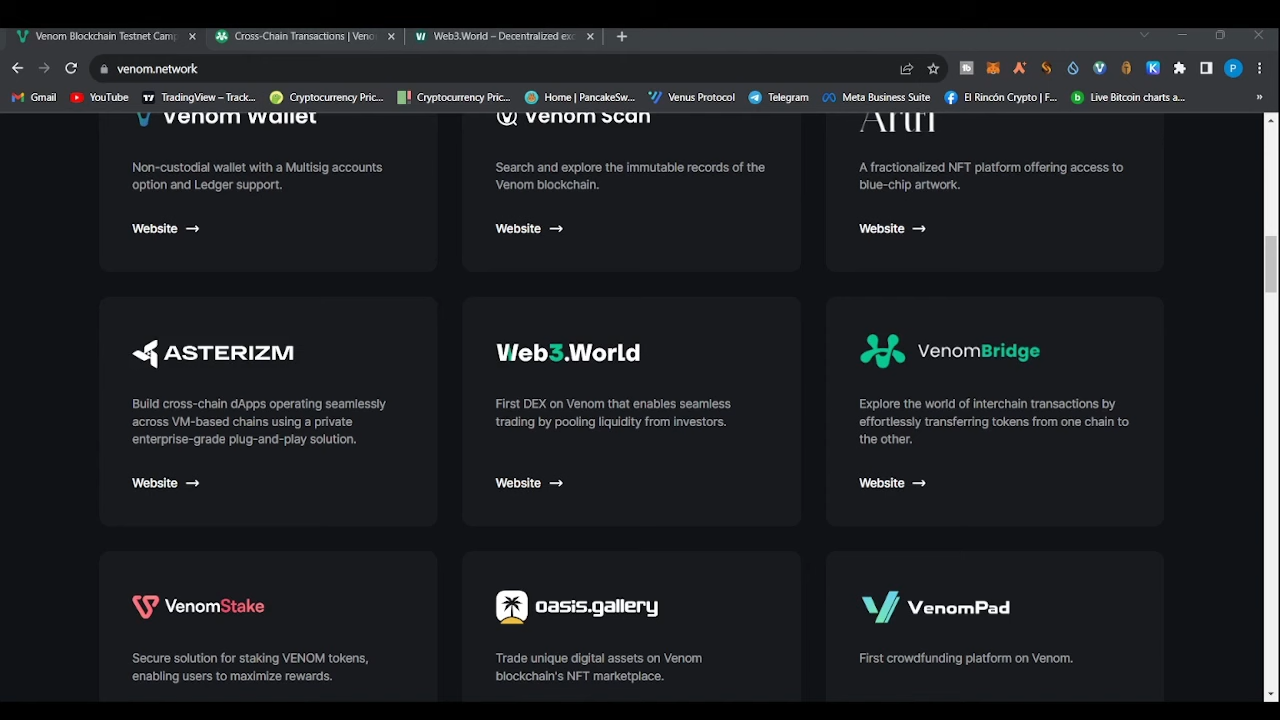 Venom Blockchain Testnet Camp
Cross-Chain Transactions | Veno
Web3.World – Decentralized exc
venom.network
Gmail
YouTube
TradingView – Track...
Cryptocurrency Pric...
Cryptocurrency Pric...
Home | PancakeSw...
Venus Protocol
Telegram
Meta Business Suite
El Rincón Crypto | F...
Live Bitcoin charts a...
»
Venom Wallet
Venom Scan
Non-custodial wallet with a Multisig accounts
option and Ledger support.
Search and explore the immutable records of the
Venom blockchain.
A fractionalized NFT platform offering access to
blue-chip artwork.
Website →
Website →
Website →
ASTERIZM
Web3.World
VenomBridge
Build cross-chain dApps operating seamlessly
across VM-based chains using a private
enterprise-grade plug-and-play solution.
First DEX on Venom that enables seamless
trading by pooling liquidity from investors.
Explore the world of interchain transactions by
effortlessly transferring tokens from one chain to
the other.
Website →
Website →
Website →
VenomStake
oasis.gallery
VenomPad
Secure solution for staking VENOM tokens,
enabling users to maximize rewards.
Trade unique digital assets on Venom
blockchain's NFT marketplace.
First crowdfunding platform on Venom.